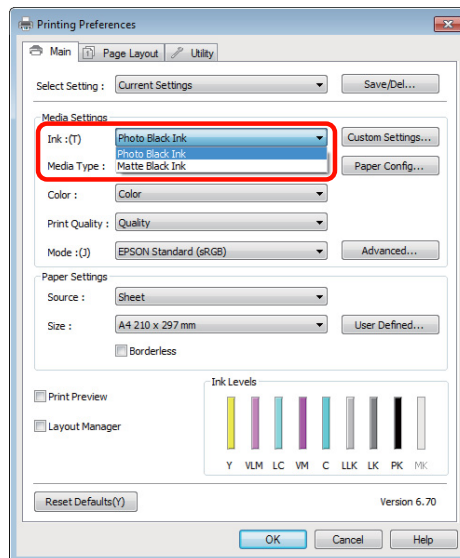 Printing Preferences
Main Page Layout Utility
Select Setting : Current Settings Save/Del...
Media Settings
Ink :(T) Photo Black Ink Custom Settings...
Photo Black Ink
Matte Black Ink
Media Type : Paper Config...
Color : Color
Print Quality : Quality
Mode :(J) EPSON Standard (sRGB) Advanced...
Paper Settings
Source : Sheet
Size : A4 210 x 297 mm User Defined...
Borderless
Print Preview
Layout Manager
Ink Levels
Y VLM LC VM C LLK LK PK MK
Reset Defaults(Y) Version 6.70
OK Cancel Help